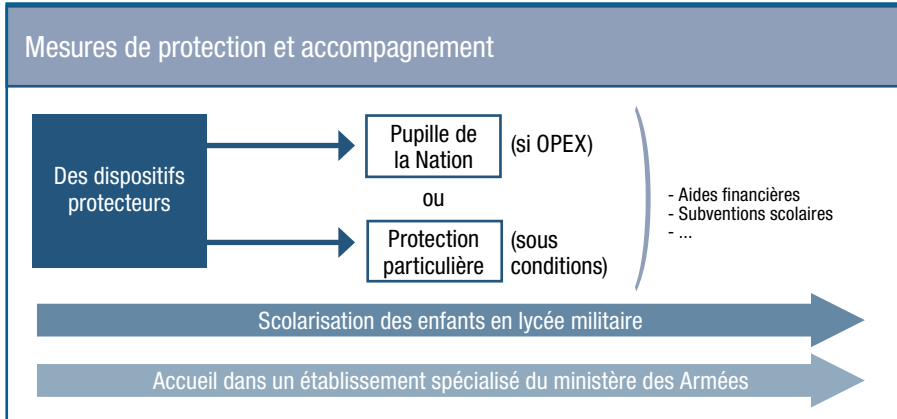 Mesures de protection et accompagnement
Des dispositifs
protecteurs
Pupille de
la Nation
(si OPEX)
ou
Protection
particulière
(sous
conditions)
- Aides financières
- Subventions scolaires
- ...
Scolarisation des enfants en lycée militaire
Accueil dans un établissement spécialisé du ministère des Armées